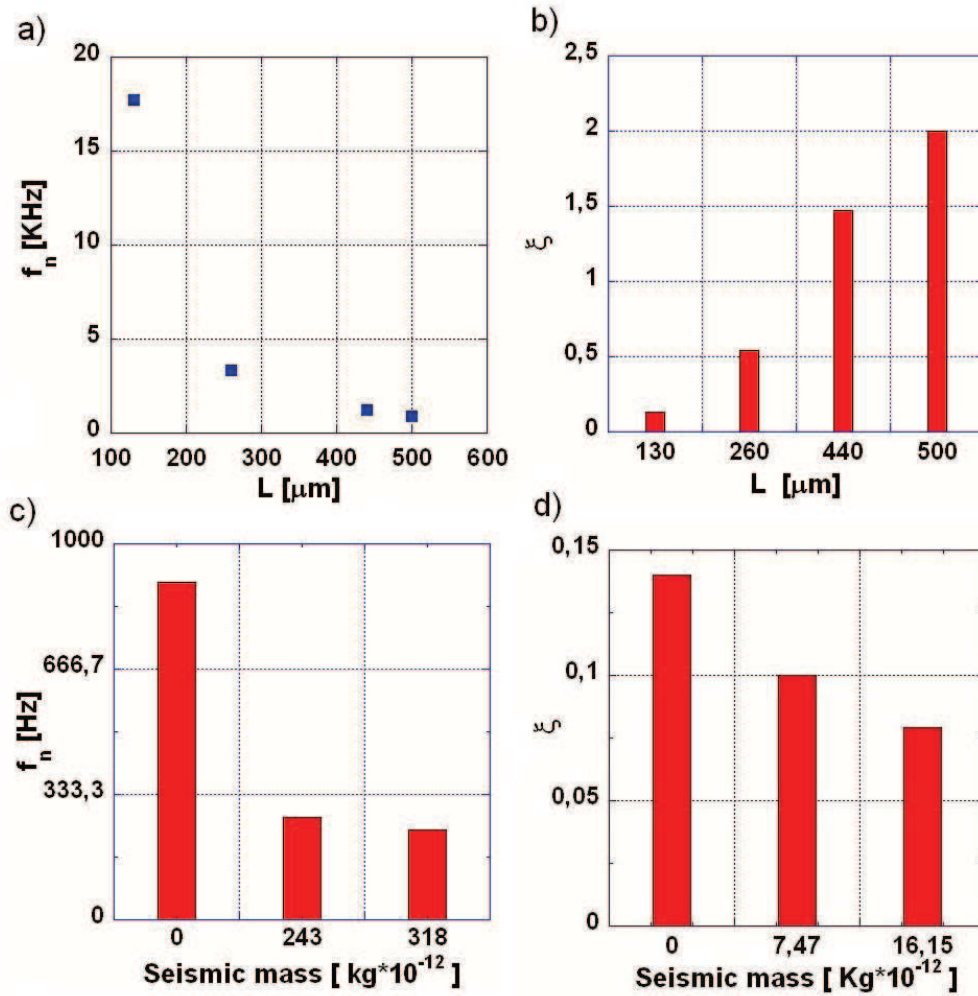 a)
20
15
10
5
0
f_n [KHz]
100 200 300 400 500 600
L [μm]
b)
2,5
2
1,5
1
0,5
0
ξ
130 260 440 500
L [μm]
c)
1000
666,7
333,3
0
f_n [Hz]
0 243 318
Seismic mass [ kg*10^-12 ]
d)
0,15
0,1
0,05
0
ξ
0 7,47 16,15
Seismic mass [ Kg*10^-12 ]